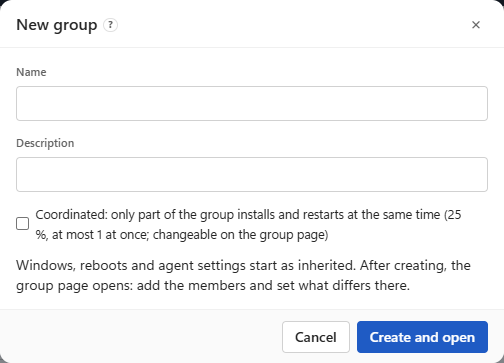 New group ?
Name
Description
Coordinated: only part of the group installs and restarts at the same time (25
%, at most 1 at once; changeable on the group page)
Windows, reboots and agent settings start as inherited. After creating, the
group page opens: add the members and set what differs there.
Cancel Create and open